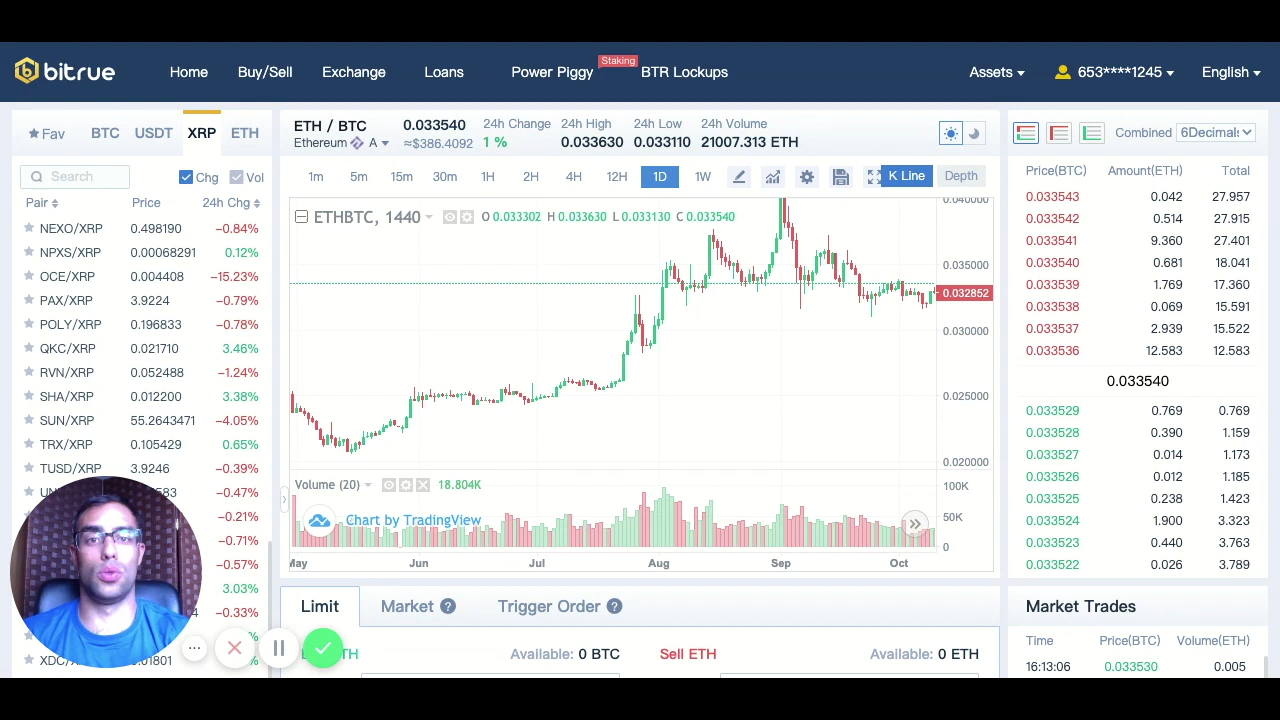 bitrue
Home Buy/Sell Exchange Loans Power Piggy Staking BTR Lockups Assets 653****1245 English
Fav BTC USDT XRP ETH
Search Chg Vol
Pair Price 24h Chg
NEXO/XRP 0.498190 −0.84%
NPXS/XRP 0.00068291 0.12%
OCE/XRP 0.04408 −15.23%
PAX/XRP 3.9224 −0.79%
POLY/XRP 0.196833 −0.78%
QKC/XRP 0.021710 3.46%
RVN/XRP 0.052488 −1.24%
SHA/XRP 0.012200 3.38%
SUN/XRP 55.2643471 −4.05%
TRX/XRP 0.105429 0.65%
TUSD/XRP 3.9246 −0.39%
−0.47%
−0.21%
−0.71%
−0.57%
3.03%
−0.33%
ETH / BTC 0.033540 24h Change 24h High 24h Low 24h Volume
Ethereum ≈$386.4092 1 % 0.033630 0.033110 21007.313 ETH
1m 5m 15m 30m 1H 2H 4H 12H 1D 1W K Line Depth
ETHBTC, 1440 O 0.033302 H 0.033630 L 0.033130 C 0.033540
0.040000
0.035000
0.032852
0.030000
0.025000
0.020000
Volume (20) 18.804K
100K
50K
0
Chart by TradingView
May Jun Jul Aug Sep Oct
Limit Market ? Trigger Order ?
Available: 0 BTC Sell ETH Available: 0 ETH
Combined 6Decimals
Price(BTC) Amount(ETH) Total
0.033543 0.042 27.957
0.033542 0.514 27.915
0.033541 9.360 27.401
0.033540 0.681 18.041
0.033539 1.769 17.360
0.033538 0.069 15.591
0.033537 2.939 15.522
0.033536 12.583 12.583
0.033540
0.033529 0.769 0.769
0.033528 0.390 1.159
0.033527 0.014 1.173
0.033526 0.012 1.185
0.033525 0.238 1.423
0.033524 1.900 3.323
0.033523 0.440 3.763
0.033522 0.026 3.789
Market Trades
Time Price(BTC) Volume(ETH)
16:13:06 0.033530 0.005